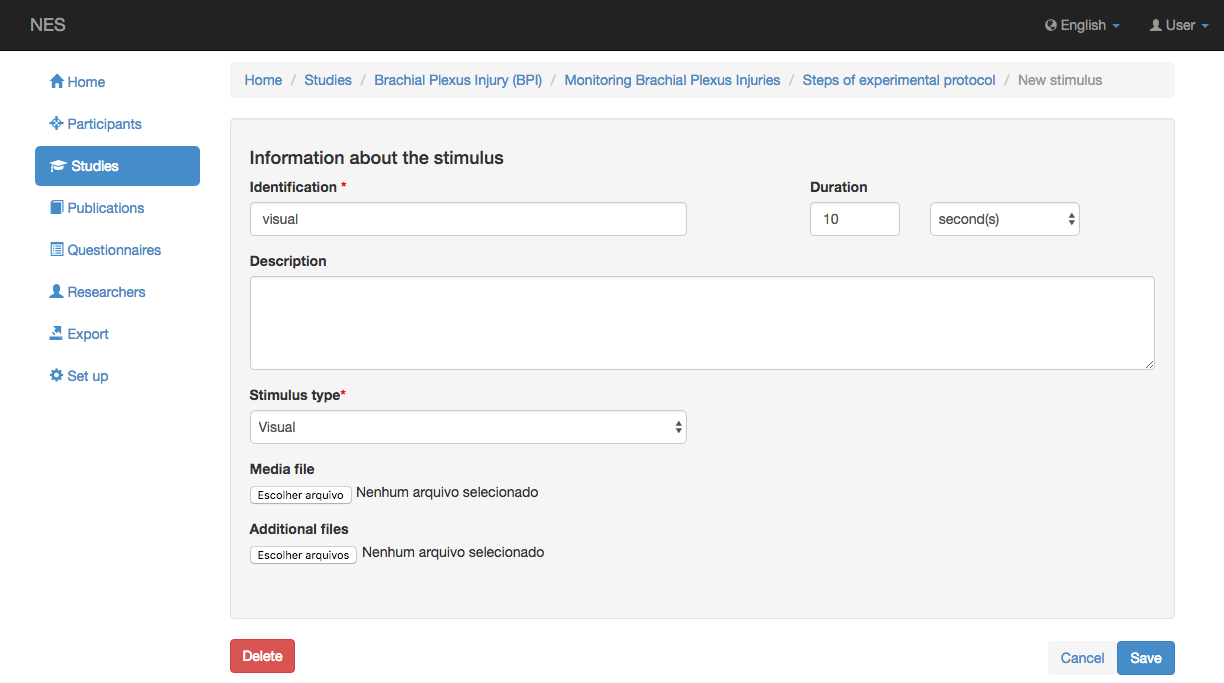 NES
English
User
Home
Participants
Studies
Publications
Questionnaires
Researchers
Export
Set up
Home / Studies / Brachial Plexus Injury (BPI) / Monitoring Brachial Plexus Injuries / Steps of experimental protocol / New stimulus
Information about the stimulus
Identification * Duration
visual 10 second(s)
Description
Stimulus type*
Visual
Media file
Escolher arquivo Nenhum arquivo selecionado
Additional files
Escolher arquivos Nenhum arquivo selecionado
Delete Cancel Save